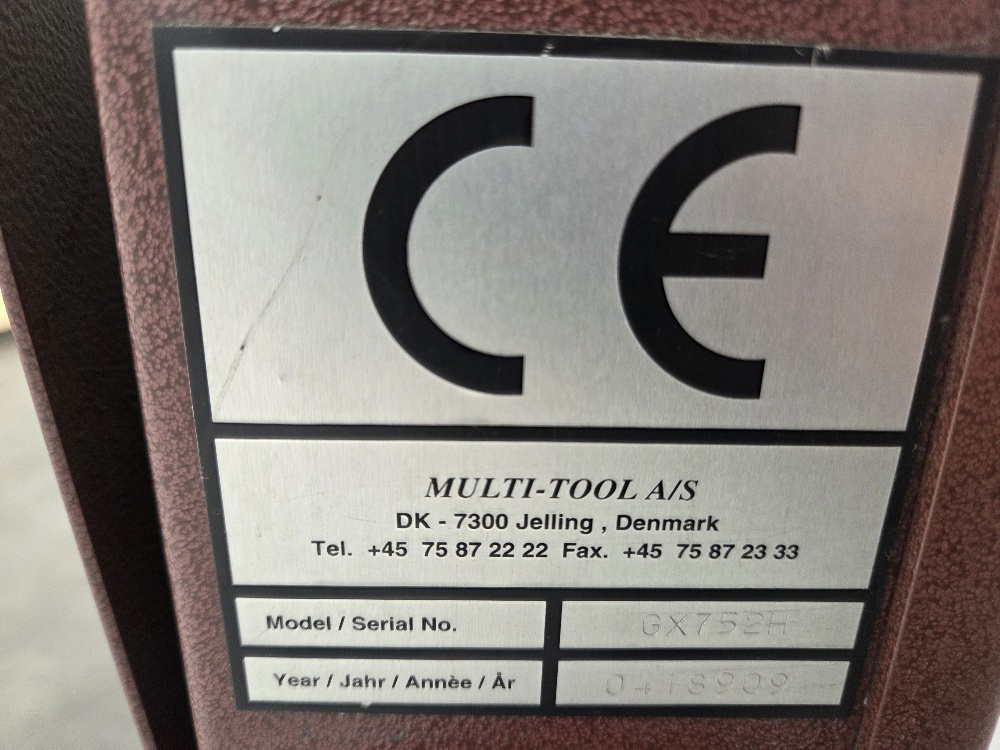 CE
MULTI-TOOL A/S
DK - 7300 Jelling , Denmark
Tel. +45 75 87 22 22 Fax. +45 75 87 23 33
Model / Serial No. GX752H
Year / Jahr / Annèe / År